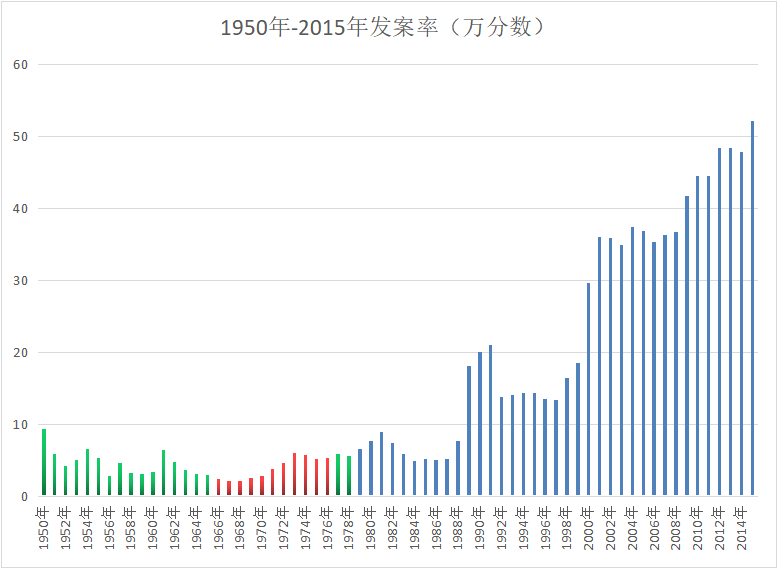 1950年-2015年发案率（万分数）
60
50
40
30
20
10
0
1950年
1952年
1954年
1956年
1958年
1960年
1962年
1964年
1966年
1968年
1970年
1972年
1974年
1976年
1978年
1980年
1982年
1984年
1986年
1988年
1990年
1992年
1994年
1996年
1998年
2000年
2002年
2004年
2006年
2008年
2010年
2012年
2014年